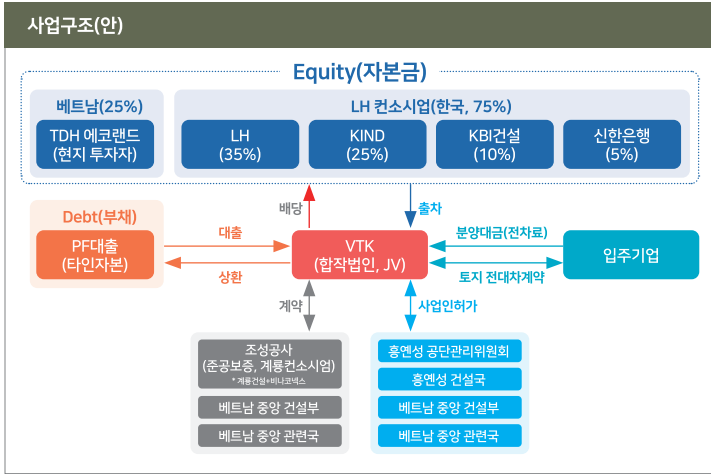 사업구조(안)
Equity(자본금)
베트남(25%)
TDH 에코랜드
(현지 투자자)
LH 컨소시업(한국, 75%)
LH
(35%)
KIND
(25%)
KBI건설
(10%)
신한은행
(5%)
배당
출차
Debt(부채)
PF대출
(타인자본)
대출
상환
VTK
(합작법인, JV)
분양대금(전차료)
토지 전대차계약
입주기업
계약
사업인허가
조성공사
(준공보증, 계룡컨소시엄)
* 계룡건설+비나코넥스
베트남 중앙 건설부
베트남 중앙 관련국
흥옌성 공단관리위원회
흥옌성 건설국
베트남 중앙 건설부
베트남 중앙 관련국